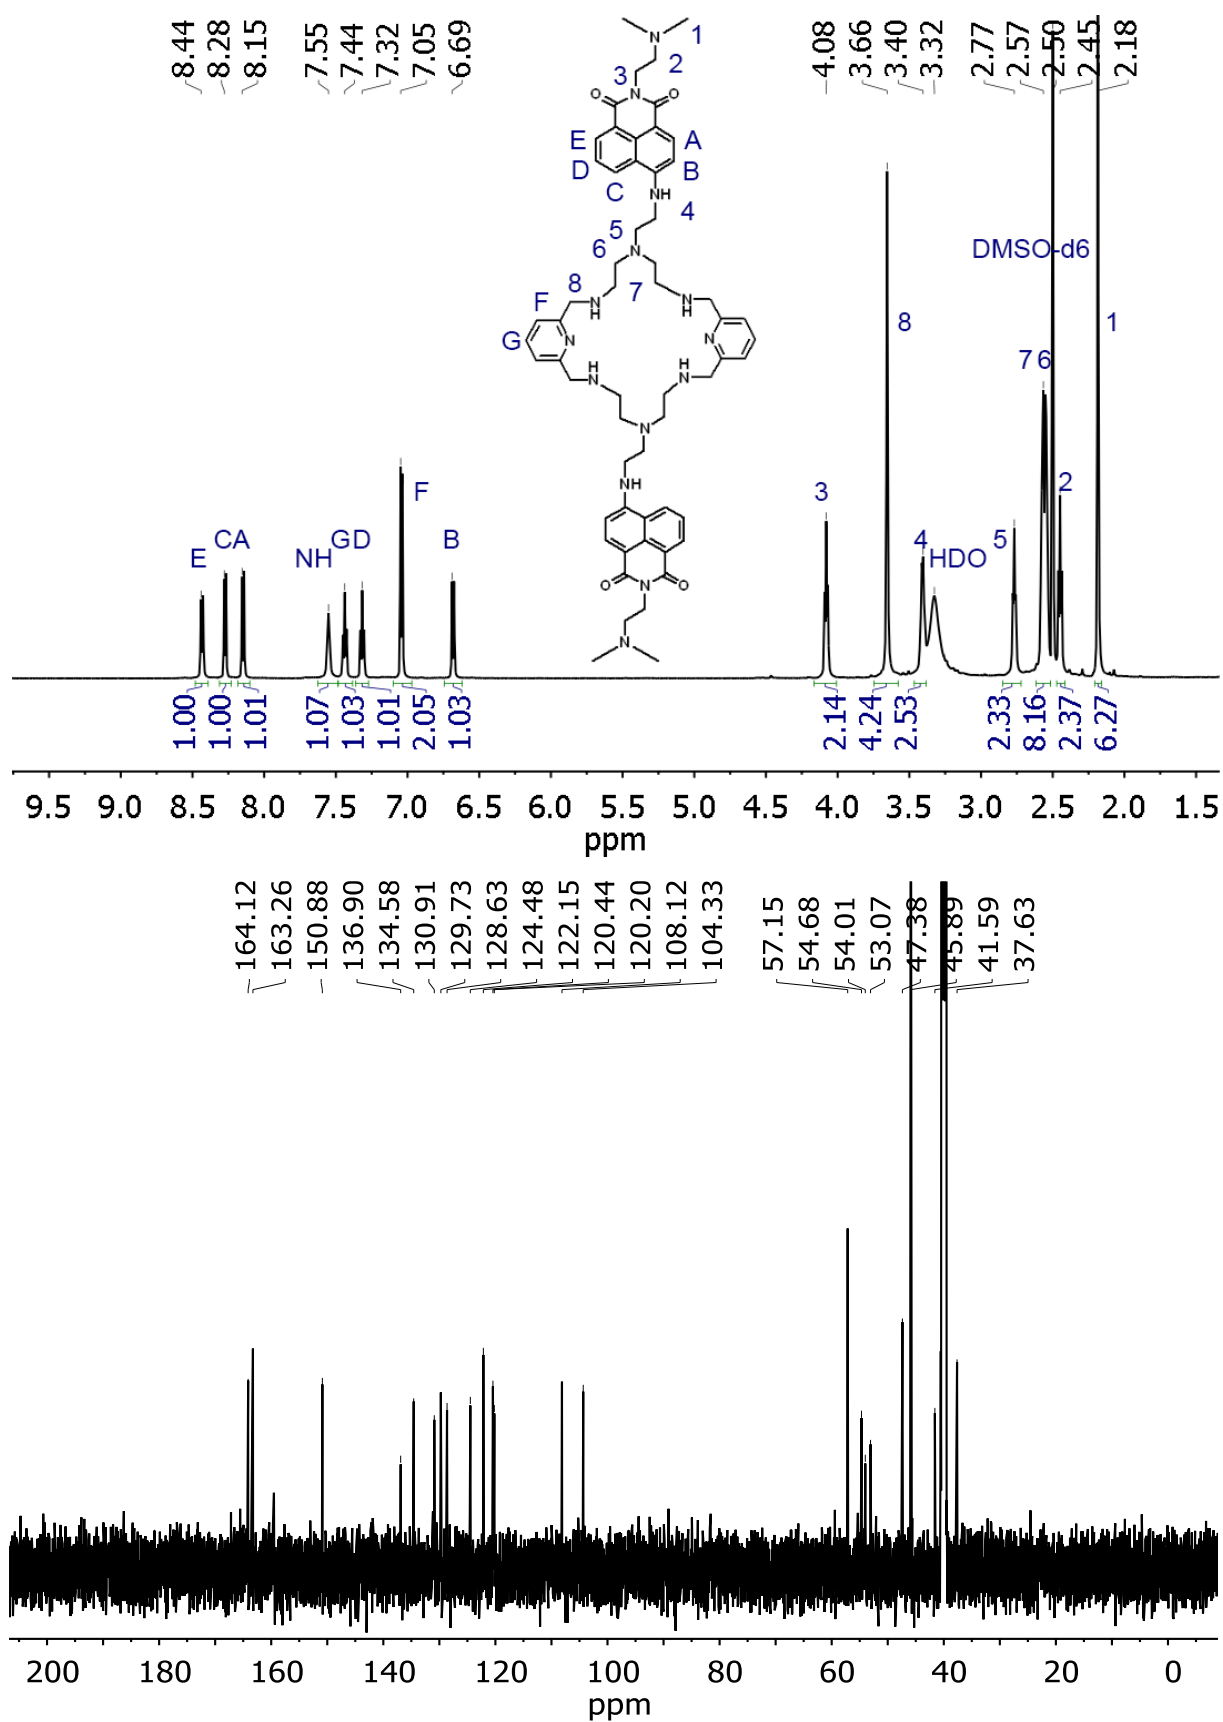 8.44 8.28 8.15 7.55 7.44 7.32 7.05 6.69 4.08 3.66 3.40 3.32 2.77 2.57 2.50 2.45 2.18
N 1
2
3
O N O
E A
D B
C NH
4
5
6 N
8 7
F NH NH
G N N
H H
N N
8
7 6
1
DMSO-d6
N
NH
O N O
N
E CA NH G D F B 3 4 HDO 5 2
1.00 1.00 1.01 1.07 1.03 1.01 2.05 1.03 2.14 4.24 2.53 2.33 8.16 2.37 6.27
9.5 9.0 8.5 8.0 7.5 7.0 6.5 6.0 5.5 5.0 4.5 4.0 3.5 3.0 2.5 2.0 1.5
ppm
164.12 163.26 150.88 136.90 134.58 130.91 129.73 128.63 124.48 122.15 120.44 120.20 108.12 104.33 57.15 54.68 54.01 53.07 47.38 45.89 41.59 37.63
200 180 160 140 120 100 80 60 40 20 0
ppm